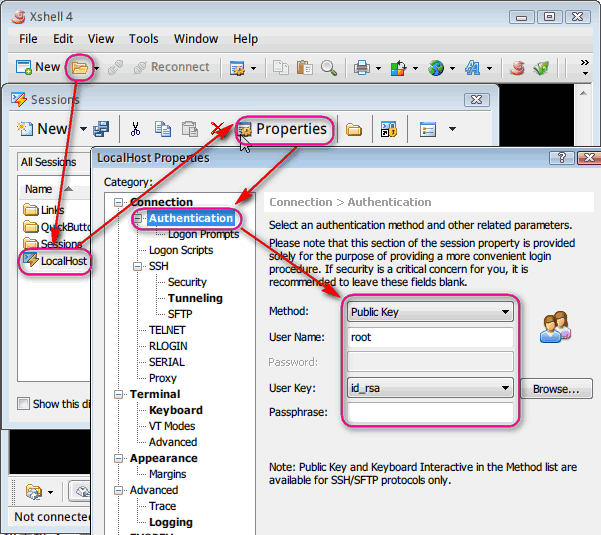 Xshell 4
File Edit View Tools Window Help
New Reconnect
Sessions
New Properties
All Sessions
Name
Links
QuickButto
Sessions
LocalHost
Show this di
Not connected
LocalHost Properties
Category:
Connection
Authentication
Logon Prompts
Logon Scripts
SSH
Security
Tunneling
SFTP
TELNET
RLOGIN
SERIAL
Proxy
Terminal
Keyboard
VT Modes
Advanced
Appearance
Margins
Advanced
Trace
Logging
Connection > Authentication
Select an authentication method and other related parameters.
Please note that this section of the session property is provided
solely for the purpose of providing a more convenient login
procedure. If security is a critical concern for you, it is
recommended to leave these fields blank.
Method: Public Key
User Name: root
Password:
User Key: id_rsa Browse...
Passphrase:
Note: Public Key and Keyboard Interactive in the Method list are
available for SSH/SFTP protocols only.